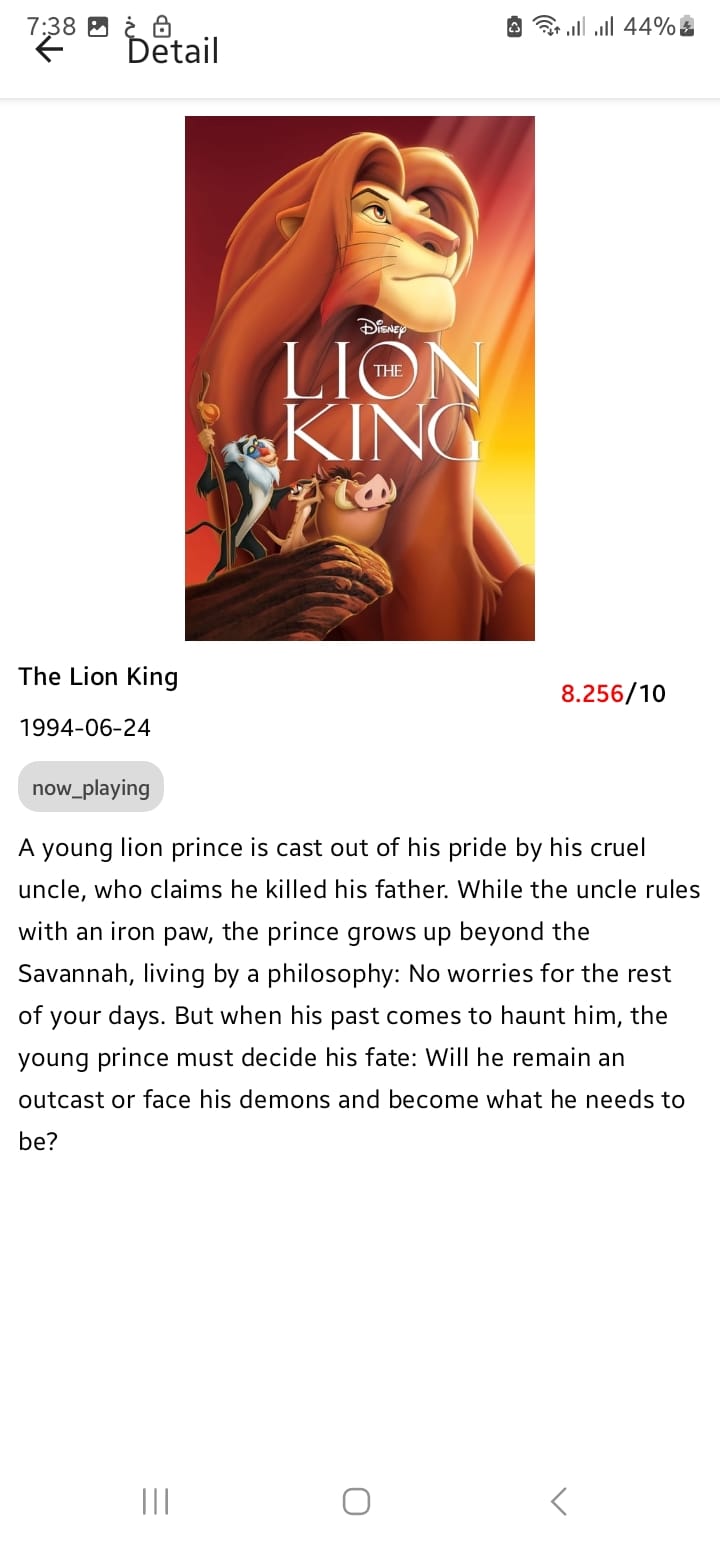 7:38 خ 44%
Detail
Disney
LION
THE
KING
The Lion King
8.256/10
1994-06-24
now_playing
A young lion prince is cast out of his pride by his cruel
uncle, who claims he killed his father. While the uncle rules
with an iron paw, the prince grows up beyond the
Savannah, living by a philosophy: No worries for the rest
of your days. But when his past comes to haunt him, the
young prince must decide his fate: Will he remain an
outcast or face his demons and become what he needs to
be?